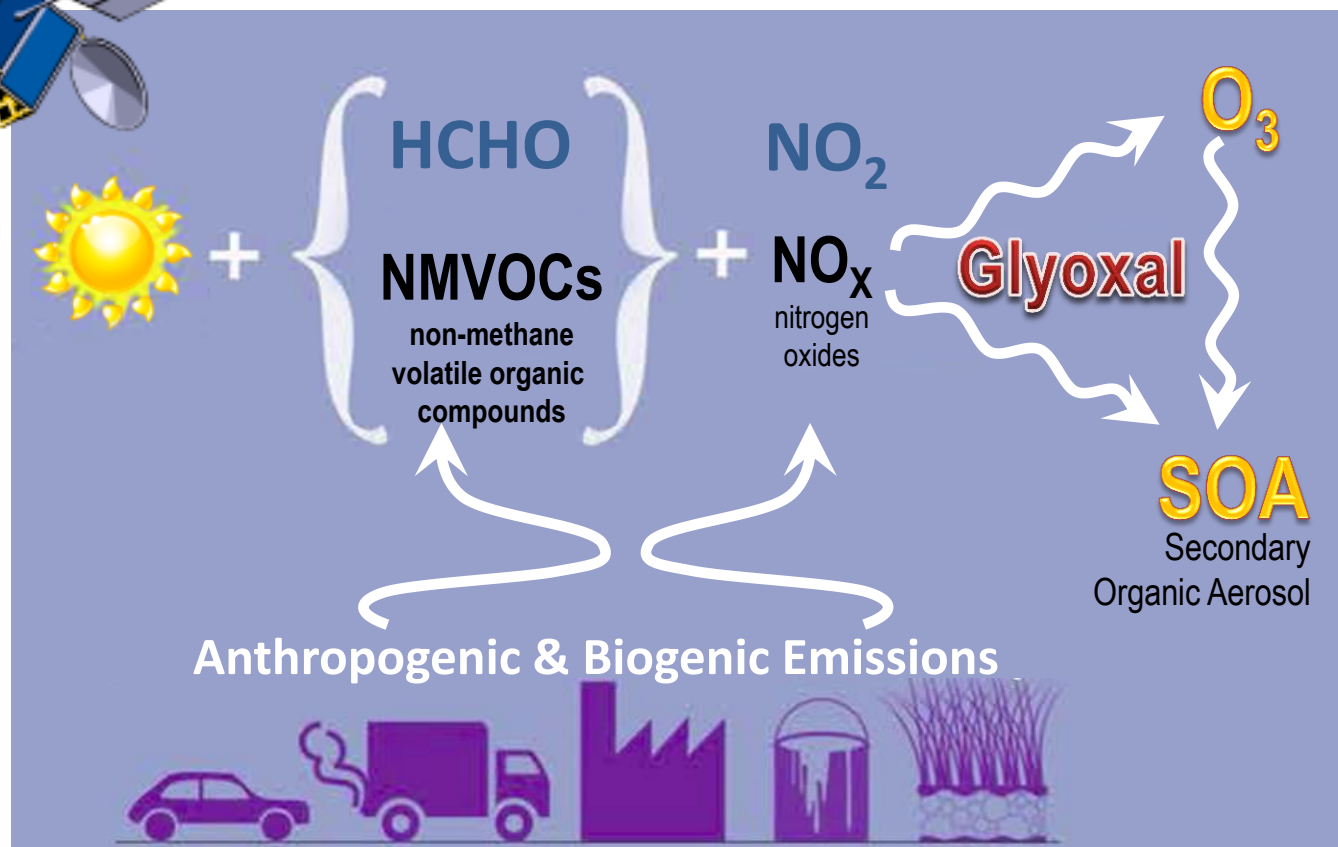 HCHO
NO₂
O₃
+
+
NMVOCs
NOₓ
Glyoxal
non-methane
volatile organic
compounds
nitrogen
oxides
SOA
Secondary
Organic Aerosol
Anthropogenic & Biogenic Emissions